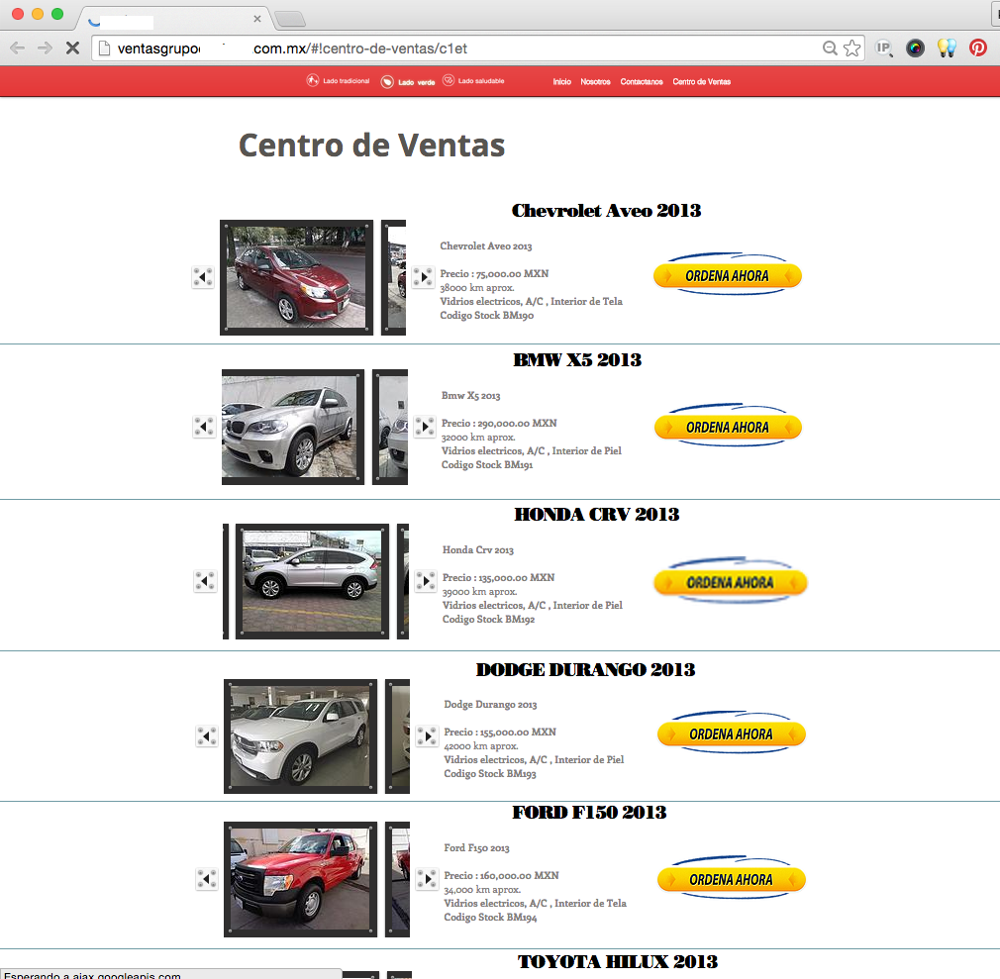 ventasgrupo .com.mx/#!centro-de-ventas/c1et
IP
Lado tradicional Lado verde Lado saludable Inicio Nosotros Contactanos Centro de Ventas
Centro de Ventas
Chevrolet Aveo 2013
Chevrolet Aveo 2013
Precio : 75,000.00 MXN
38000 km aprox.
Vidrios electricos, A/C , Interior de Tela
Codigo Stock BM190
ORDENA AHORA
BMW X5 2013
Bmw X5 2013
Precio : 290,000.00 MXN
32000 km aprox.
Vidrios electricos, A/C , Interior de Piel
Codigo Stock BM191
ORDENA AHORA
HONDA CRV 2013
Honda Crv 2013
Precio : 135,000.00 MXN
39000 km aprox.
Vidrios electricos, A/C , Interior de Piel
Codigo Stock BM192
ORDENA AHORA
DODGE DURANGO 2013
Dodge Durango 2013
Precio : 155,000.00 MXN
42000 km aprox.
Vidrios electricos, A/C , Interior de Piel
Codigo Stock BM193
ORDENA AHORA
FORD F150 2013
Ford F150 2013
Precio : 160,000.00 MXN
34,000 km aprox.
Vidrios electricos, A/C , Interior de Tela
Codigo Stock BM194
ORDENA AHORA
TOYOTA HILUX 2013
Esperando a ajax.googleapis.com